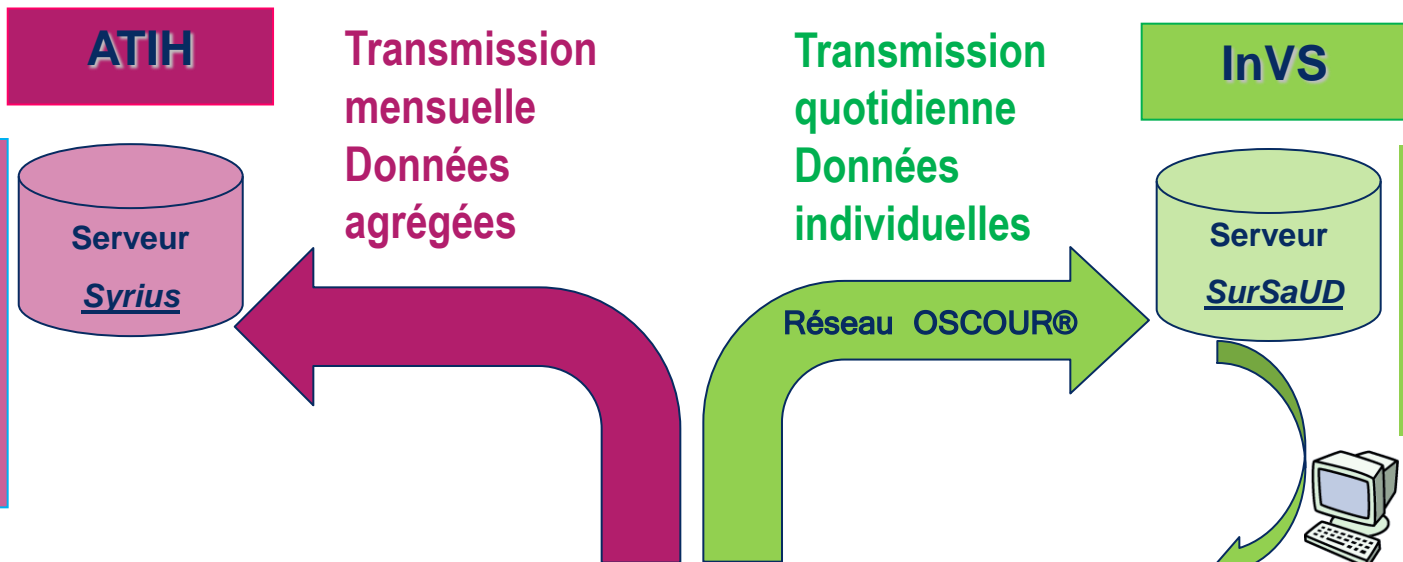 ATIH
Transmission
mensuelle
Données
agrégées
Transmission
quotidienne
Données
individuelles
InVS
Serveur
Syrius
Réseau OSCOUR®
Serveur
SurSaUD